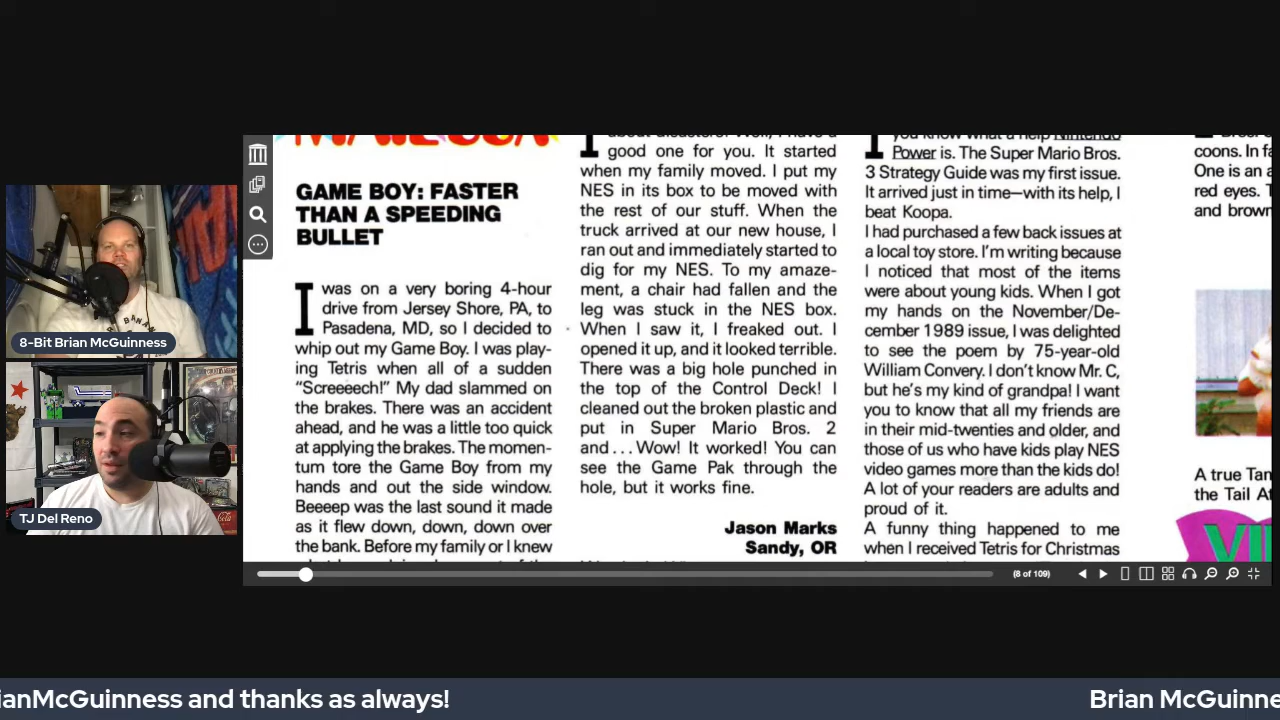 8-Bit Brian McGuinness
TJ Del Reno
GAME BOY: FASTER
THAN A SPEEDING
BULLET
I was on a very boring 4-hour
drive from Jersey Shore, PA, to
Pasadena, MD, so I decided to
whip out my Game Boy. I was play-
ing Tetris when all of a sudden
“Screeeech!” My dad slammed on
the brakes. There was an accident
ahead, and he was a little too quick
at applying the brakes. The momen-
tum tore the Game Boy from my
hands and out the side window.
Beeeep was the last sound it made
as it flew down, down, down over
the bank. Before my family or I knew
good one for you. It started
when my family moved. I put my
NES in its box to be moved with
the rest of our stuff. When the
truck arrived at our new house, I
ran out and immediately started to
dig for my NES. To my amaze-
ment, a chair had fallen and the
leg was stuck in the NES box.
When I saw it, I freaked out. I
opened it up, and it looked terrible.
There was a big hole punched in
the top of the Control Deck! I
cleaned out the broken plastic and
put in Super Mario Bros. 2
and...Wow! It worked! You can
see the Game Pak through the
hole, but it works fine.
Jason Marks
Sandy, OR
you know what a help Nintendo
Power is. The Super Mario Bros.
3 Strategy Guide was my first issue.
It arrived just in time—with its help, I
beat Koopa.
I had purchased a few back issues at
a local toy store. I’m writing because
I noticed that most of the items
were about young kids. When I got
my hands on the November/De-
cember 1989 issue, I was delighted
to see the poem by 75-year-old
William Convery. I don’t know Mr. C,
but he’s my kind of grandpa! I want
you to know that all my friends are
in their mid-twenties and older, and
those of us who have kids play NES
video games more than the kids do!
A lot of your readers are adults and
proud of it.
A funny thing happened to me
when I received Tetris for Christmas
coons. In fa
One is an a
red eyes. T
and brown
A true Tan
the Tail A
VI
(8 of 109)
ianMcGuinness and thanks as always!
Brian McGuinne